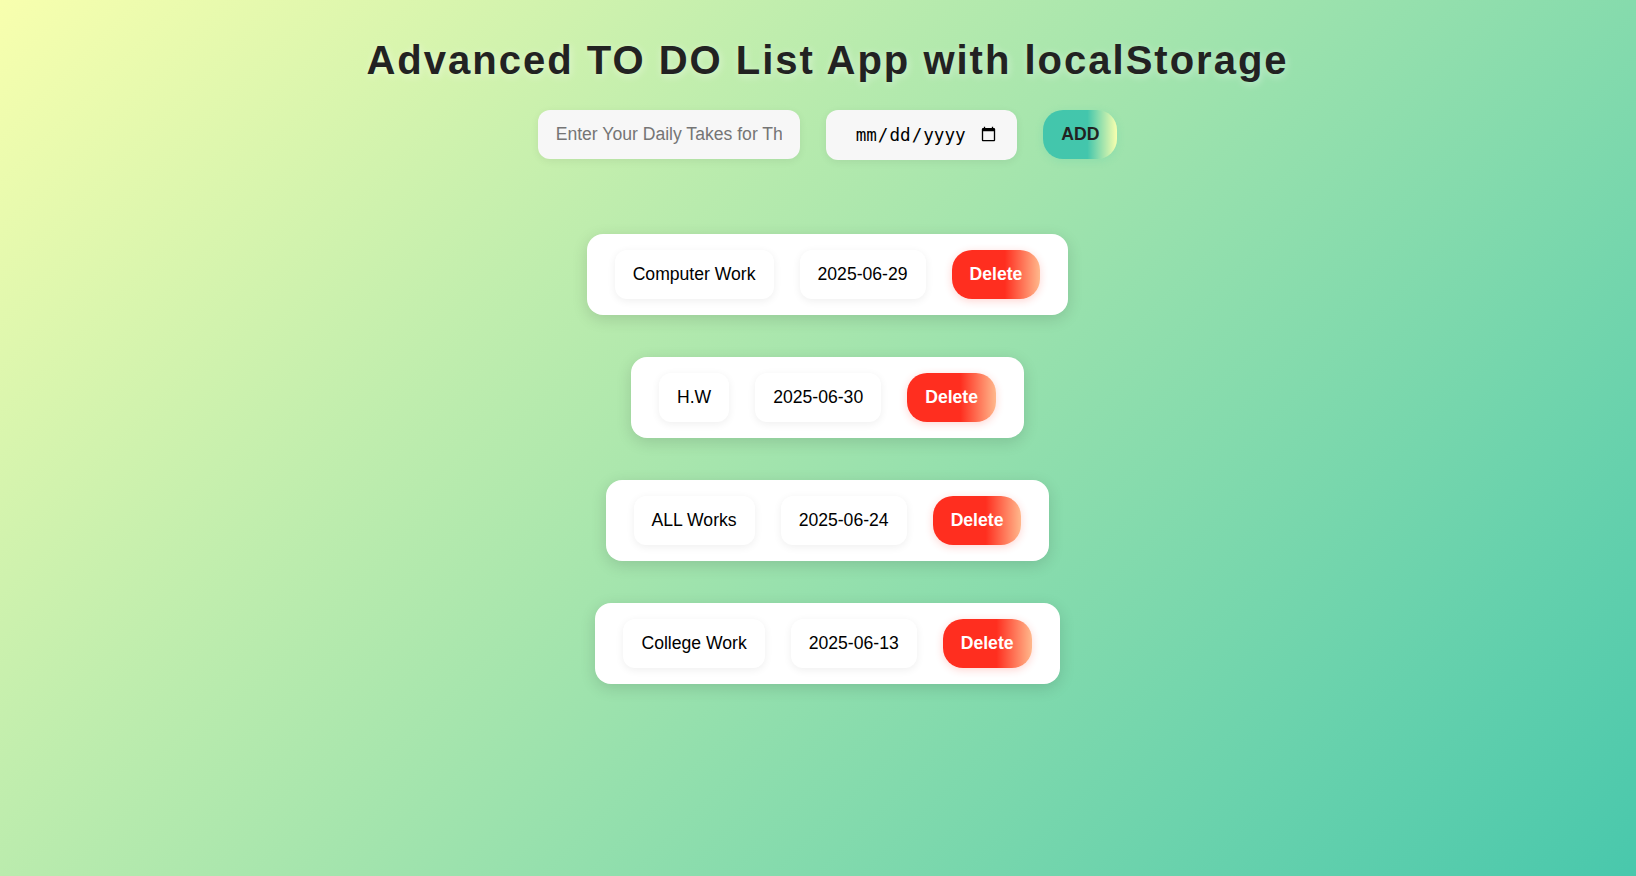 Advanced TO DO List App with localStorage
Enter Your Daily Takes for Th mm/dd/yyyy ADD
Computer Work 2025-06-29 Delete
H.W 2025-06-30 Delete
ALL Works 2025-06-24 Delete
College Work 2025-06-13 Delete